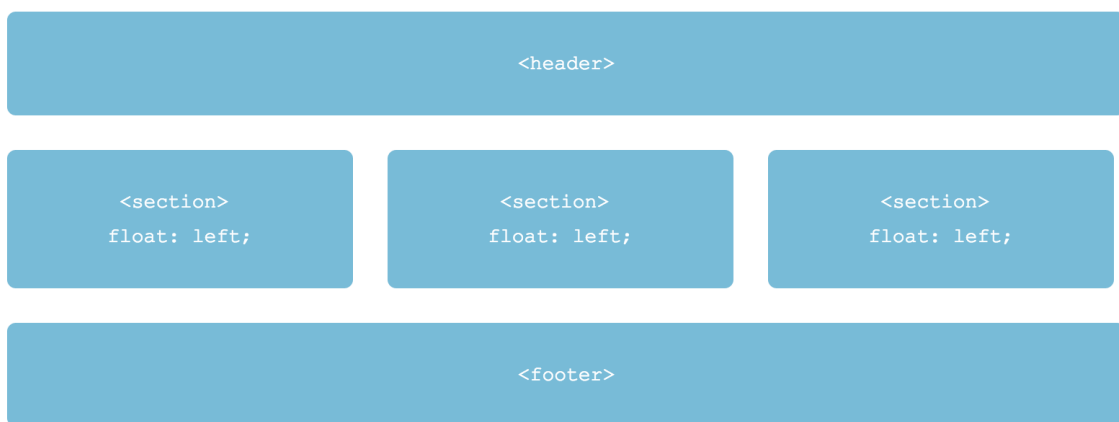 <header>
<section> <section> <section>
float: left; float: left; float: left;
<footer>